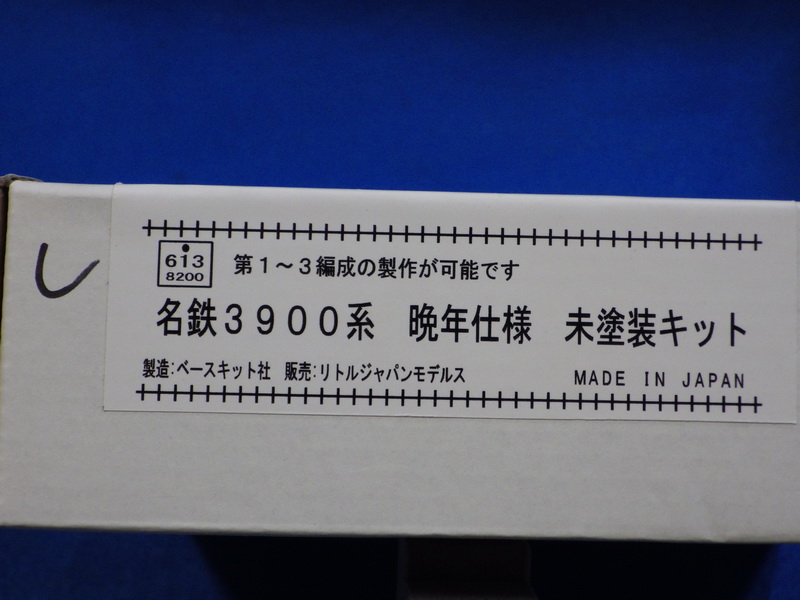 613
8200
第1～3編成の製作が可能です
名鉄3900系 晩年仕様 未塗装キット
製造:ベースキット社 販売:リトルジャパンモデルス
MADE IN JAPAN